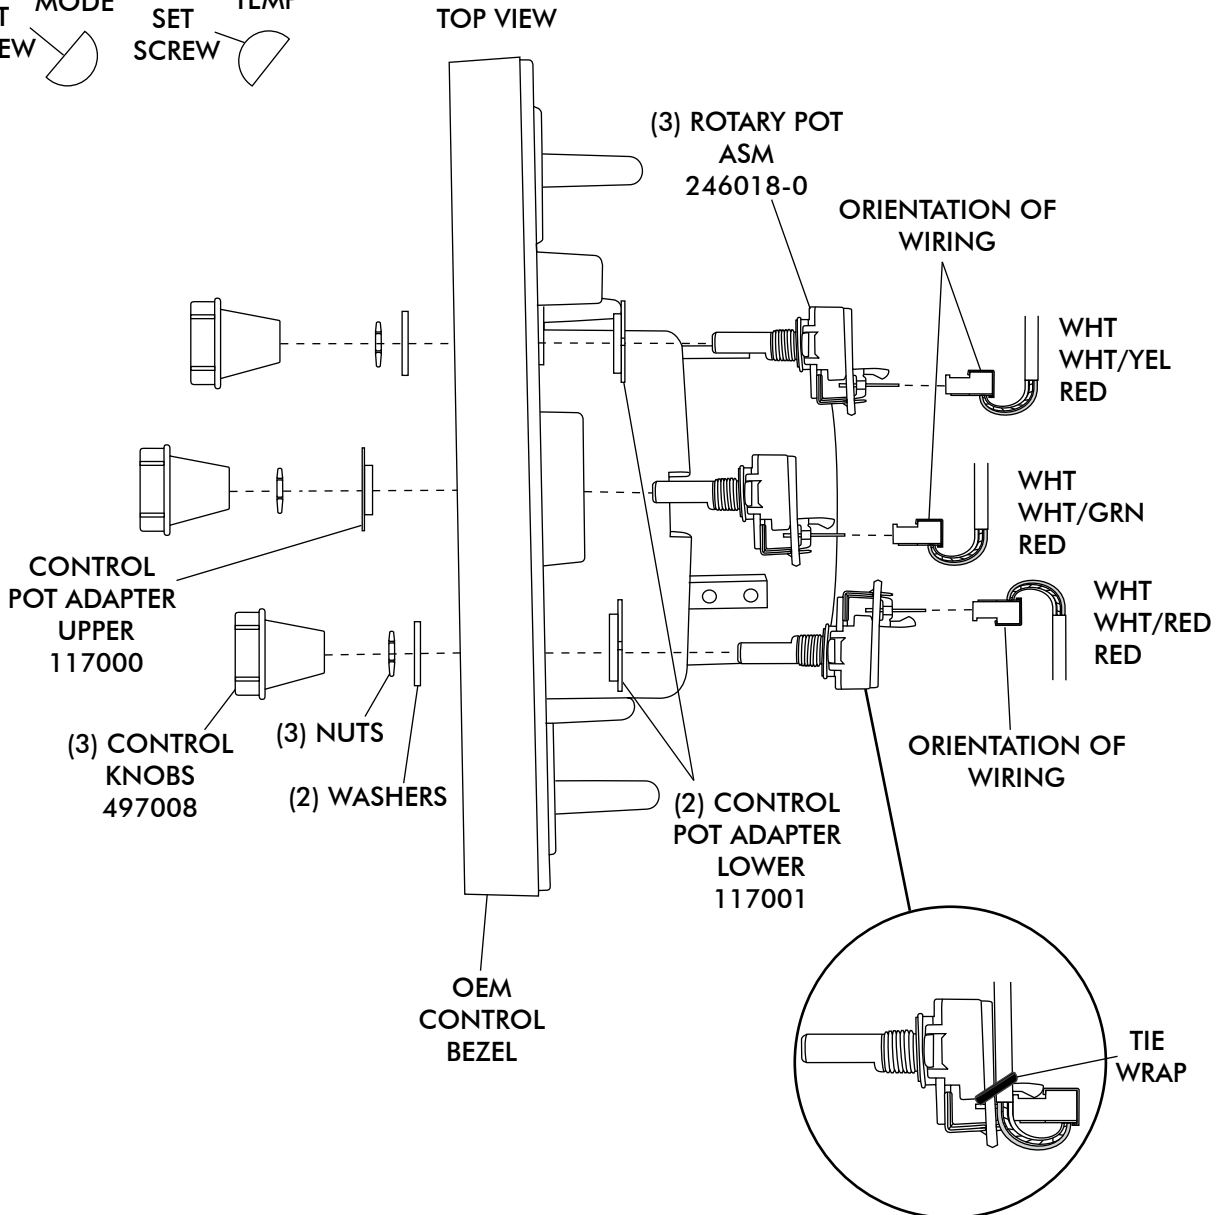 MODE
SET
SCREW
TOP VIEW
(3) ROTARY POT
ASM
246018-0
ORIENTATION OF
WIRING
WHT
WHT/YEL
RED
WHT
WHT/GRN
RED
CONTROL
POT ADAPTER
UPPER
117000
WHT
WHT/RED
RED
(3) CONTROL
KNOBS
497008
(3) NUTS
(2) WASHERS
(2) CONTROL
POT ADAPTER
LOWER
117001
ORIENTATION OF
WIRING
OEM
CONTROL
BEZEL
TIE
WRAP